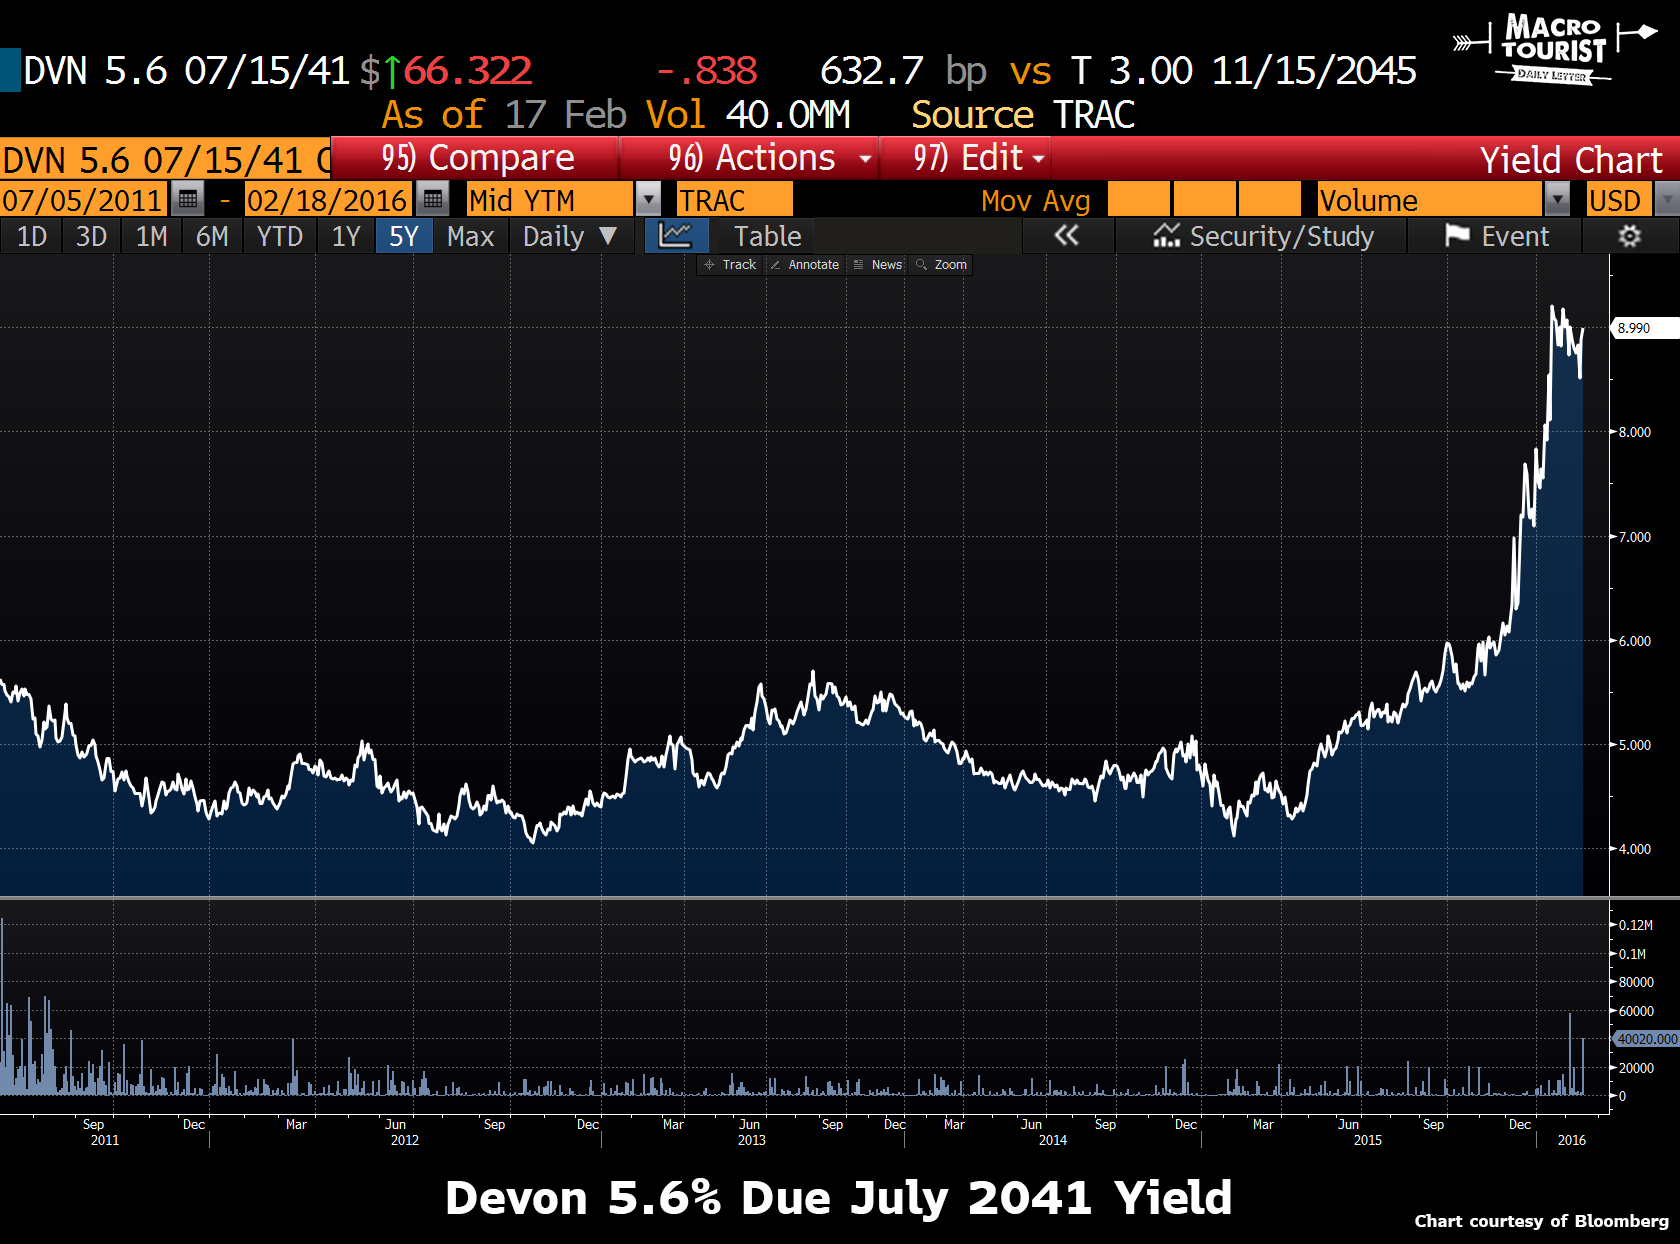 MACRO
TOURIST
DAILY LETTER
DVN 5.6 07/15/41 $↑66.322 -.838 632.7 bp vs T 3.00 11/15/2045
As of 17 Feb Vol 40.0MM Source TRAC
DVN 5.6 07/15/41 C 95) Compare 96) Actions 97) Edit Yield Chart
07/05/2011 - 02/18/2016 Mid YTM TRAC Mov Avg Volume USD
1D 3D 1M 6M YTD 1Y 5Y Max Daily ▼ Table « Security/Study Event
Track Annotate News Zoom
8.990
8.000
7.000
6.000
5.000
4.000
0.12M
0.1M
80000
60000
40020.000
20000
0
Sep Dec Mar Jun Sep Dec Mar Jun Sep Dec Mar Jun Sep Dec Mar Jun Sep Dec
2011 2012 2013 2014 2015 2016
Devon 5.6% Due July 2041 Yield
Chart courtesy of Bloomberg